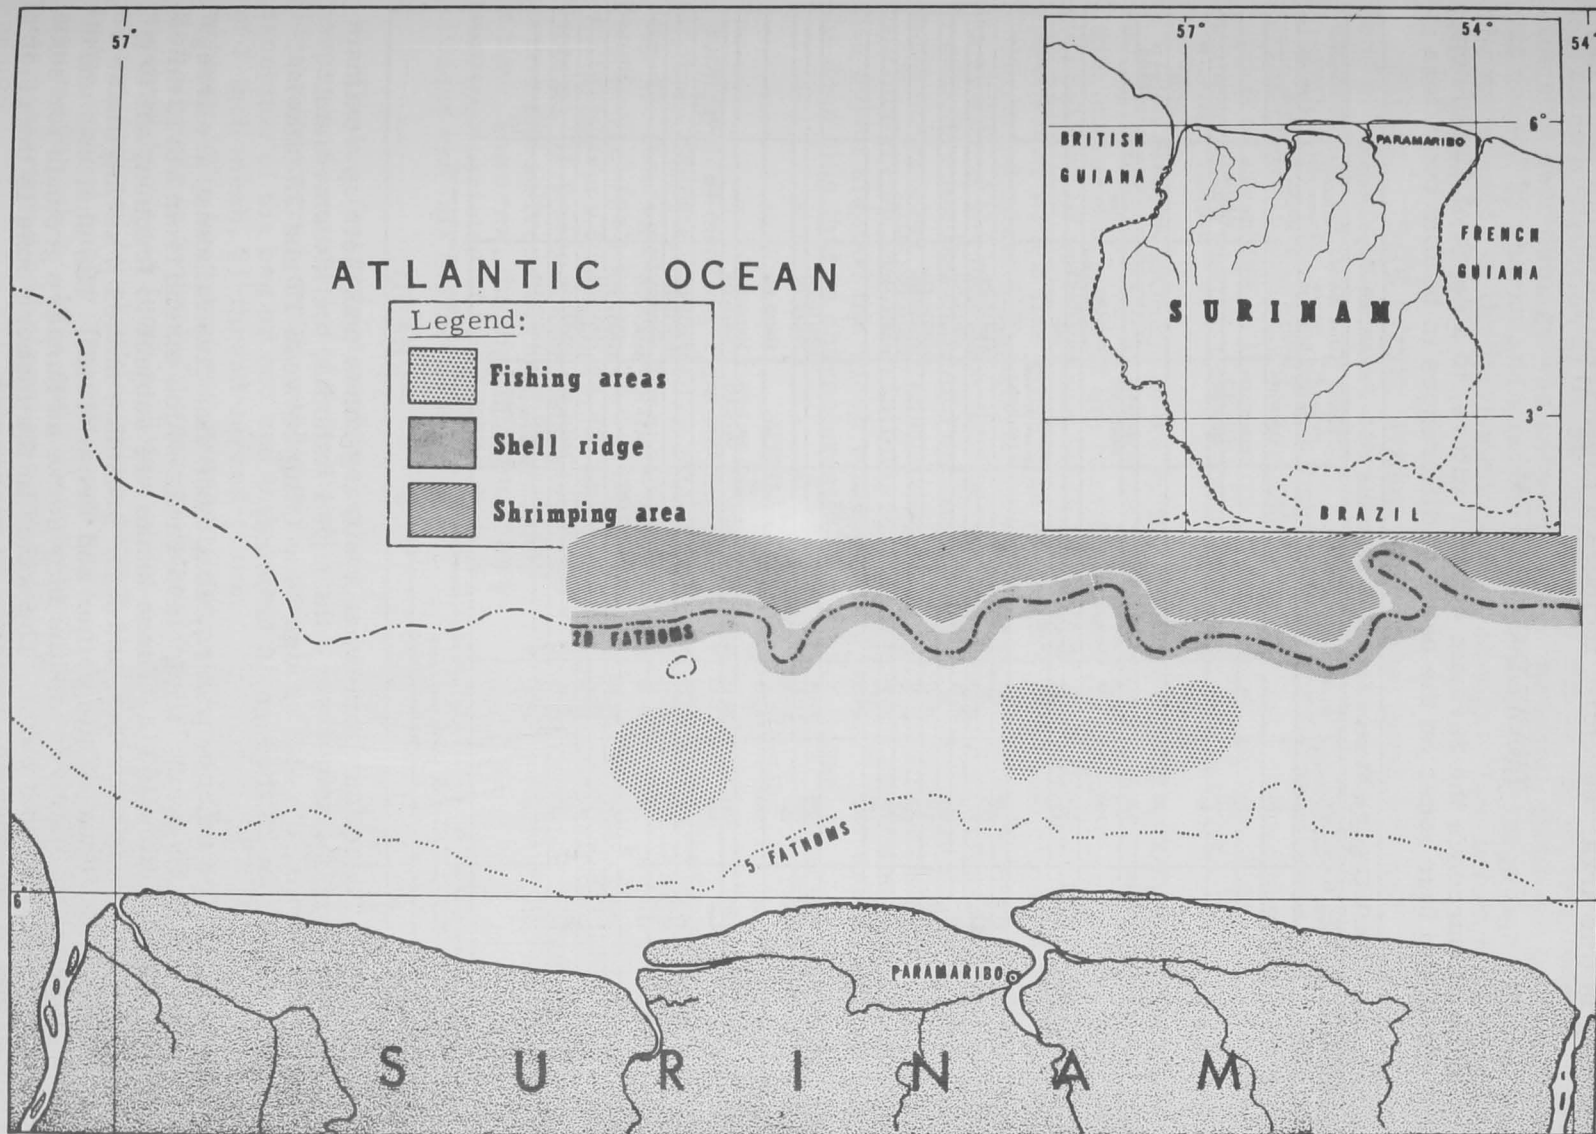 57°
54°
57°
54°
6°
BRITISH
GUIANA
PARAMARIBO
FRENCH
GUIANA
SURINAM
3°
BRAZIL
ATLANTIC OCEAN
Legend:
Fishing areas
Shell ridge
Shrimping area
20 FATHOMS
5 FATHOMS
6°
PARAMARIBO
SURINAM